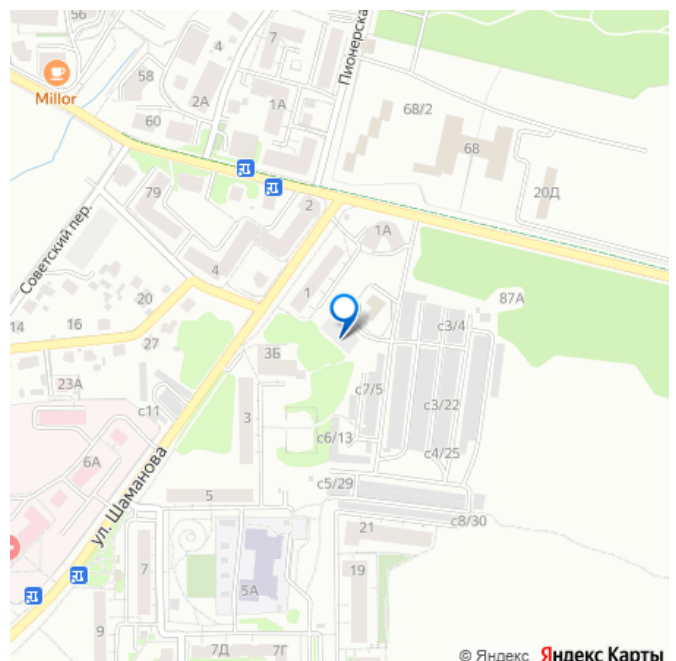 56
7
4
Пионерска
58
Millor
2А
1А
68/2
60
68
20Д
79
2
1А
Советский пер.
4
20
1
87А
14
16
с3/4
27
3Б
23А
с7/5
с11
3
с3/22
с6/13
6А
с4/25
ул. Шаманова
с5/29
5
с8/30
21
7
19
5А
9
7Д
7Г
© Яндекс Яндекс Карты